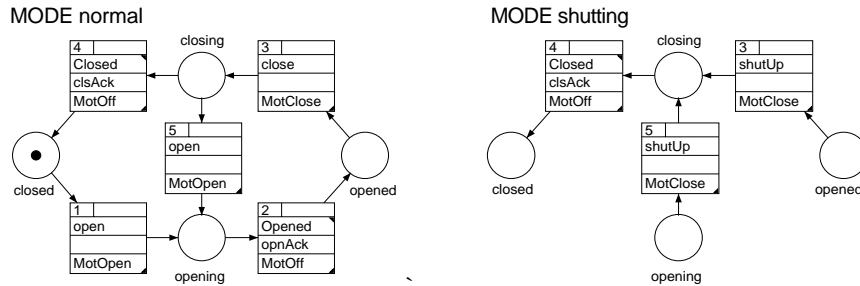 MODE normal
closing
4
Closed
clsAck
MotOff
3
close
MotClose
5
open
MotOpen
closed
opened
1
open
MotOpen
2
Opened
opnAck
MotOff
opening
MODE shutting
closing
4
Closed
clsAck
MotOff
3
shutUp
MotClose
5
shutUp
MotClose
closed
opened
opening